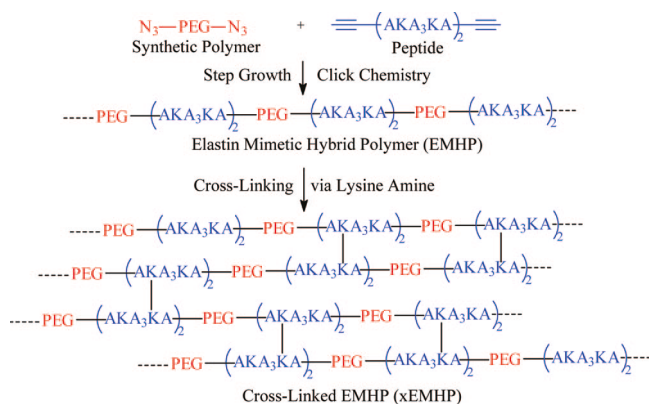 N₃—PEG—N₃ + (AKA₃KA)₂
Synthetic Polymer Peptide
Step Growth Click Chemistry
PEG—(AKA₃KA)₂—PEG—(AKA₃KA)₂—PEG—(AKA₃KA)₂
Elastin Mimetic Hybrid Polymer (EMHP)
Cross-Linking via Lysine Amine
PEG—(AKA₃KA)₂—PEG—(AKA₃KA)₂—PEG—(AKA₃KA)₂
PEG—(AKA₃KA)₂—PEG—(AKA₃KA)₂—PEG—(AKA₃KA)₂
PEG—(AKA₃KA)₂—PEG—(AKA₃KA)₂—PEG—(AKA₃KA)₂
PEG—(AKA₃KA)₂—PEG—(AKA₃KA)₂—PEG—(AKA₃KA)₂
Cross-Linked EMHP (xEMHP)